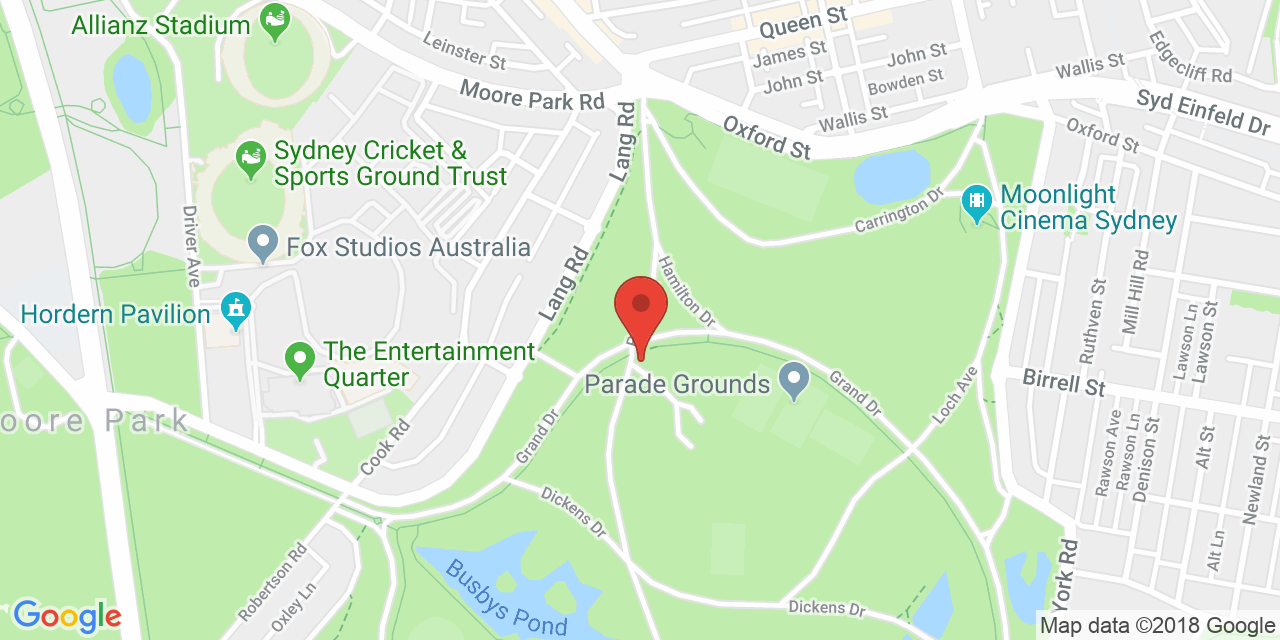 Allianz Stadium
Queen St
Leinster St
James St
John St
Edgecliff Rd
John St
Bowden St
Wallis St
Moore Park Rd
Wallis St
Syd Einfeld Dr
Oxford St
Oxford St
Lang Rd
Sydney Cricket &
Sports Ground Trust
Moonlight
Cinema Sydney
Carrington Dr
Driver Ave
Fox Studios Australia
Lang Rd
Hamilton Dr
Mill Hill Rd
Ruthven St
Lawson Ln
Lawson St
Hordern Pavilion
The Entertainment
Quarter
Parade Grounds
Grand Dr
Loch Ave
Birrell St
oore Park
Cook Rd
Grand Dr
Rawson Ave
Rawson Ln
Denison St
Alt St
Newland St
Dickens Dr
Alt Ln
Robertson Rd
Oxley Ln
Busbys Pond
Dickens Dr
York Rd
Google
Map data ©2018 Google